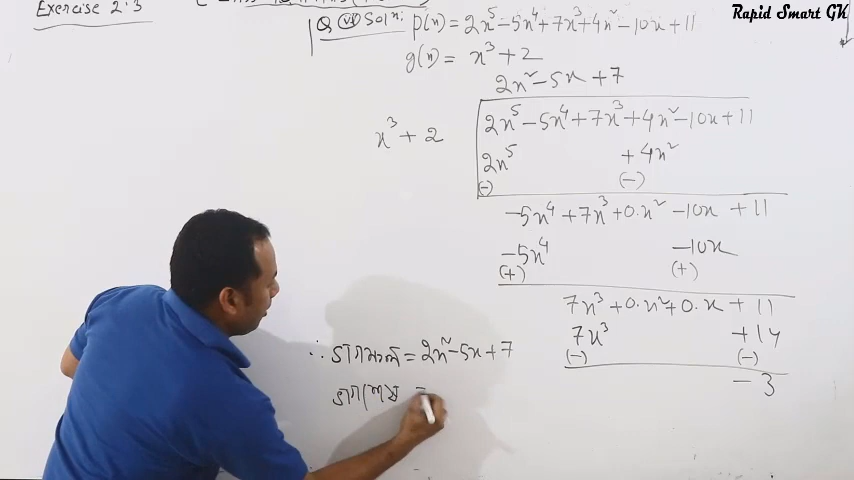 Rapid Smart GK
Exercise 2.3
Q. (vi) Solⁿ: p(x) = 2x⁵ - 5x⁴ + 7x³ + 4x² - 10x + 11
g(x) = x³ + 2
2x² - 5x + 7
x³ + 2 2x⁵ - 5x⁴ + 7x³ + 4x² - 10x + 11
2x⁵ + 4x²
(-) (-)
-5x⁴ + 7x³ + 0.x² - 10x + 11
-5x⁴ -10x
(+) (+)
7x³ + 0.x² + 0.x + 11
7x³ +14
(-) (-)
-3
∴ ভাগফল = 2x² - 5x + 7
ভাগশেষ =